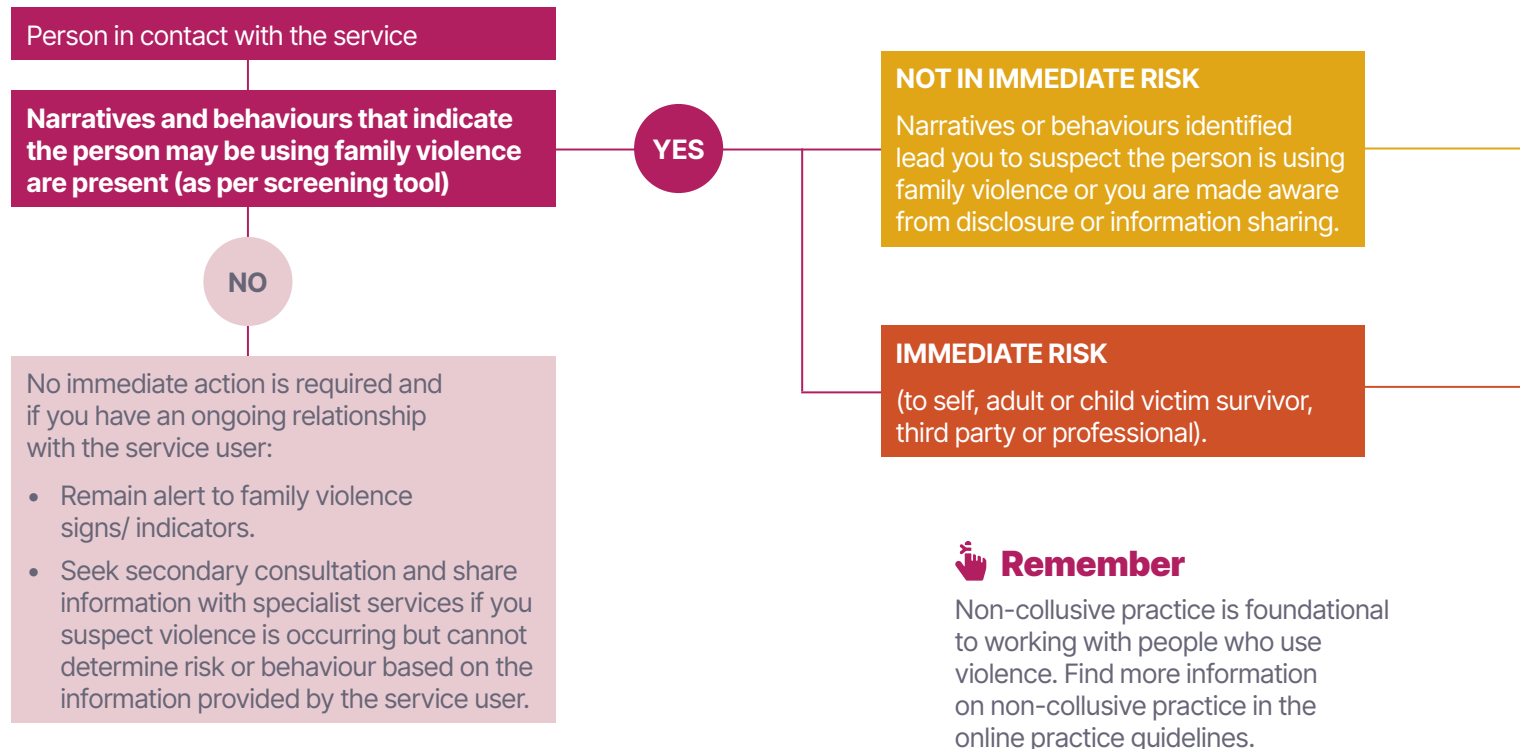 Person in contact with the service
Narratives and behaviours that indicate
the person may be using family violence
are present (as per screening tool)
YES
NO
No immediate action is required and
if you have an ongoing relationship
with the service user:
• Remain alert to family violence
signs/ indicators.
• Seek secondary consultation and share
information with specialist services if you
suspect violence is occurring but cannot
determine risk or behaviour based on the
information provided by the service user.
NOT IN IMMEDIATE RISK
Narratives or behaviours identified
lead you to suspect the person is using
family violence or you are made aware
from disclosure or information sharing.
IMMEDIATE RISK
(to self, adult or child victim survivor,
third party or professional).
Remember
Non-collusive practice is foundational
to working with people who use
violence. Find more information
on non-collusive practice in the
online practice guidelines.